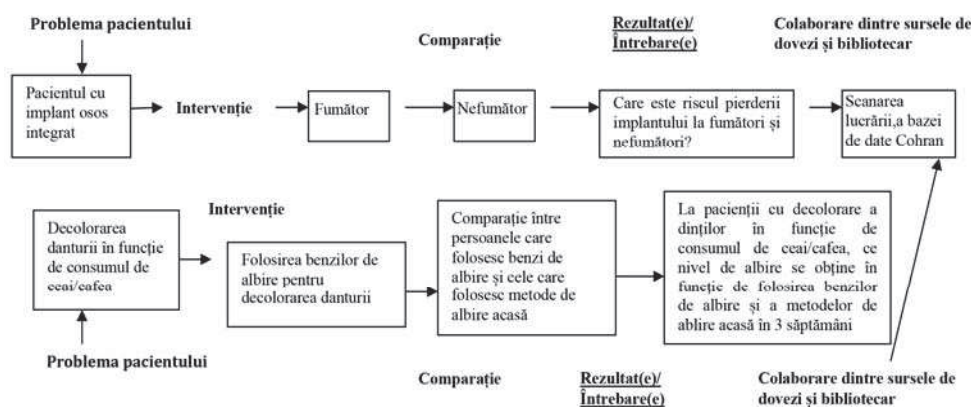 Problema pacientului
Comparație
Rezultat(e)/
Întrebare(e)
Colaborare dintre sursele de
dovezi și bibliotecar
Pacientul cu
implant osos
integrat
Intervenție
Fumător
Nefumător
Care este riscul pierderii
implantului la fumători și
nefumători?
Scanarea
lucrării,a bazei
de date Cohran
Intervenție
Decolorarea
danturii în funcție
de consumul de
ceai/cafea
Folosirea benzilor de
albire pentru
decolorarea danturii
Comparație între
persoanele care
folosesc benzi de
albire și cele care
folosesc metode de
albire acasă
La pacienții cu decolorare a
dinților în funcție de
consumul de ceai/cafea, ce
nivel de albire se obține în
funcție de folosirea benzilor
de albire și a metodelor de
ablire acasă în 3 săptămâni
Problema pacientului
Comparație
Rezultat(e)/
Întrebare(e)
Colaborare dintre sursele de
dovezi și bibliotecar